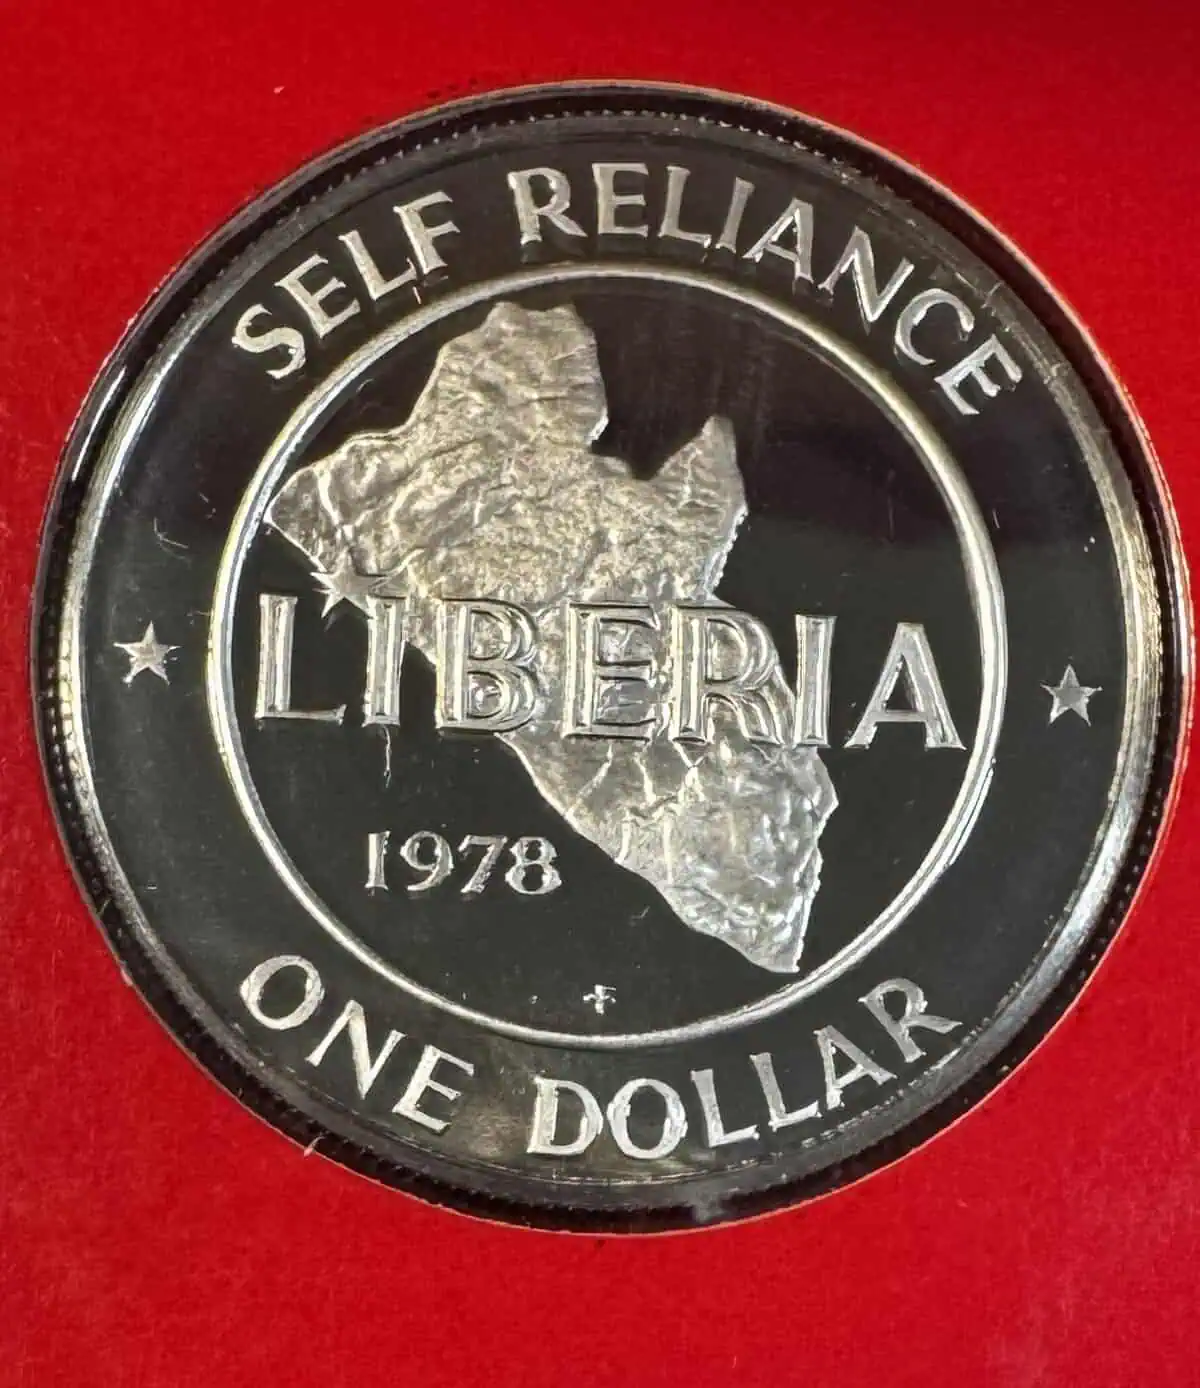 SELF RELIANCE
LIBERIA
1978
F
ONE DOLLAR